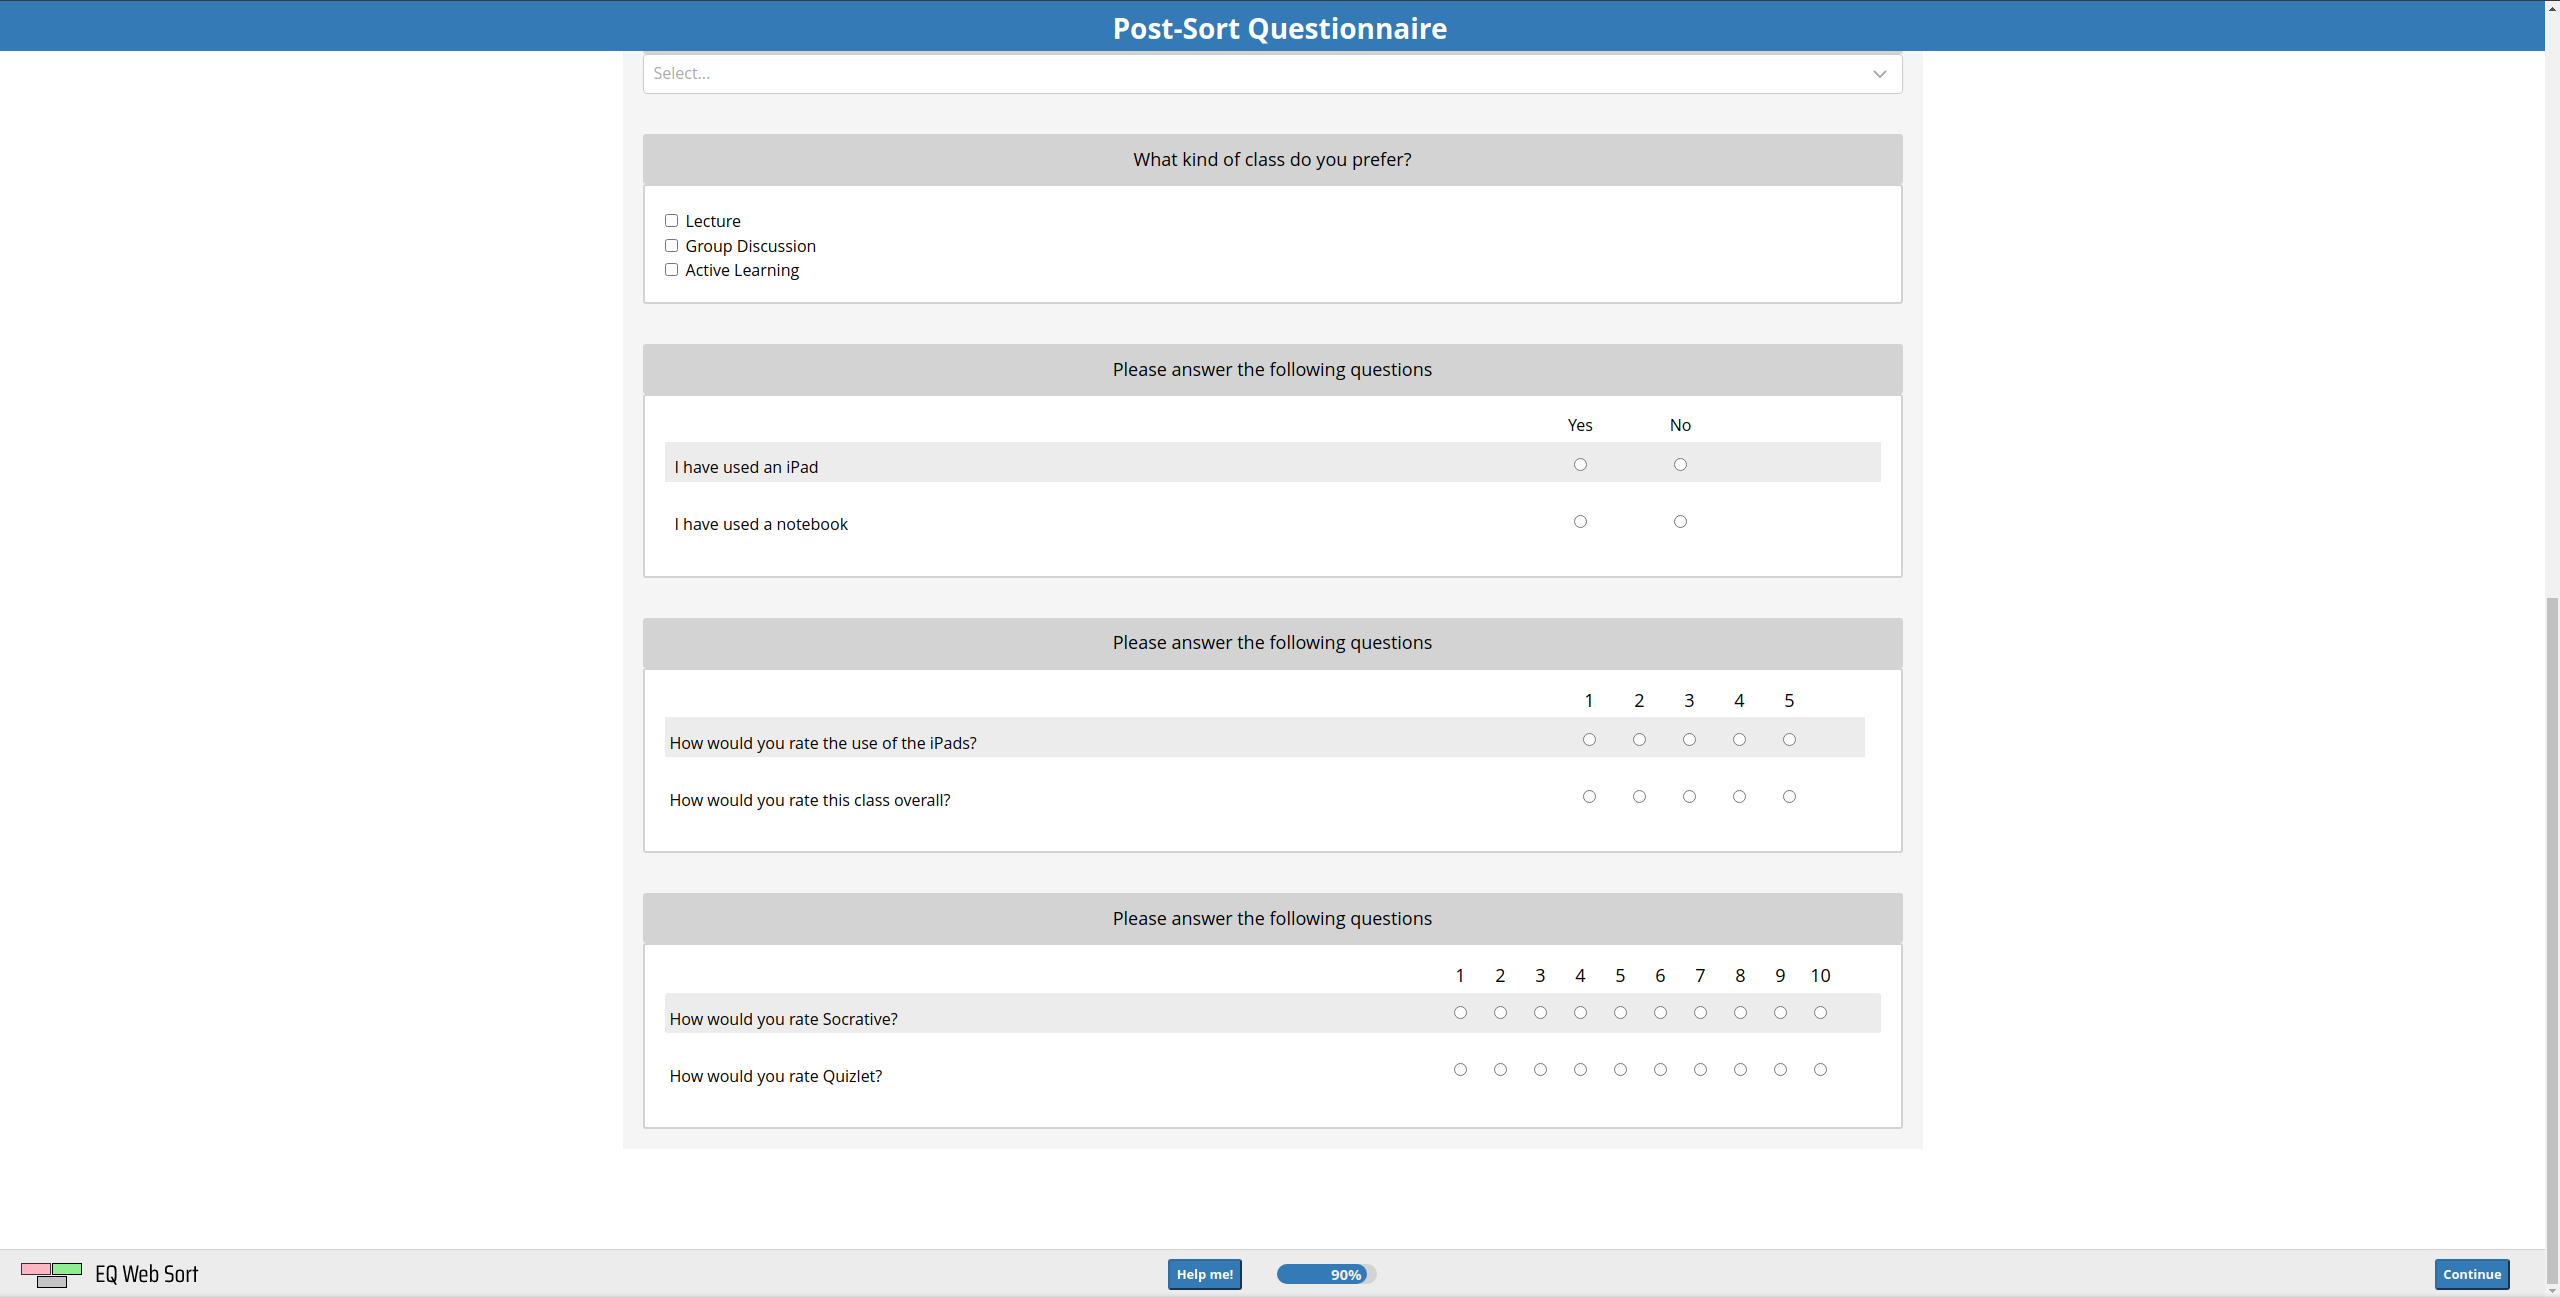 Post-Sort Questionnaire
Select...
What kind of class do you prefer?
Lecture
Group Discussion
Active Learning
Please answer the following questions
Yes No
I have used an iPad
I have used a notebook
Please answer the following questions
1 2 3 4 5
How would you rate the use of the iPads?
How would you rate this class overall?
Please answer the following questions
1 2 3 4 5 6 7 8 9 10
How would you rate Socrative?
How would you rate Quizlet?
EQ Web Sort Help me! 90% Continue